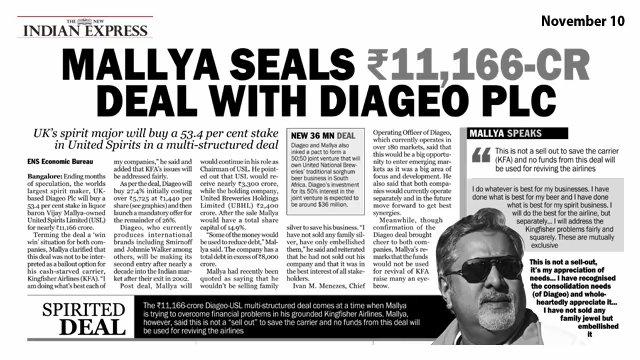 THE NEW
INDIAN EXPRESS
November 10
MALLYA SEALS ₹11,166-CR
DEAL WITH DIAGEO PLC
UK's spirit major will buy a 53.4 per cent stake
in United Spirits in a multi-structured deal
ENS Economic Bureau
Bangalore: Ending months
of speculation, the worlds
largest spirit maker, UK-
based Diageo Plc will buy a
53.4 per cent stake in liquor
baron Vijay Mallya-owned
United Spirits Limited (USL)
for nearly ₹11,166 crore.
Terming the deal a 'win
win' situation for both com-
panies, Mallya clarified that
this deal was not to be inter-
preted as a bailout option for
his cash-starved carrier,
Kingfisher Airlines (KFA). "I
am doing what's best each of
my companies," he said and
added that KFA's issues will
be addressed fairly.
As per the deal, Diageo will
buy 27.4% initially costing
over ₹5,725 at ₹1,440 per
share (see graphics) and then
launch a mandatory offer for
the remainder of 26%.
Diageo, who currently
produces international
brands including Smirnoff
and Johnnie Walker among
others, will be making its
second entry after nearly a
decade into the Indian mar-
ket after their exit in 2002.
Post deal, Mallya will
would continue in his role as
Chairman of USL. He point-
ed out that USL would re-
ceive nearly ₹3,300 crore,
while the holding company,
United Breweries Holdings
Limited (UBHL) ₹2,400
crore. After the sale Mallya
would have a total share
capital of 14.9%.
"Some of the money would
be used to reduce debt," Mal-
lya said. The company has a
total debt in excess of ₹8,000
crore.
Mallya had recently been
quoted as saying that he
wouldn't be selling family
NEW 36 MN DEAL
Diageo and Mallya also
inked a pact to form a
50:50 joint venture that will
own United National Brew-
eries' traditional sorghum
beer business in South
Africa. Diageo's investment
for its 50% interest in the
joint venture is expected to
be around $36 million.
silver to save his business. "I
have not sold any family sil-
ver, have only embellished
them," he said and reiterated
that he had not sold out his
company and that it was in
the best interest of all stake-
holders.
Ivan M. Menezes, Chief
Operating Officer of Diageo,
which currently operates in
over 180 markets, said that
this would be a big opportu-
nity to enter emerging mar-
kets as it was a big area of
focus and development. He
also said that both compa-
nies would currently operate
separately and in the future
move forward to get best
synergies.
Meanwhile, though
confirmation of the
Diageo deal brought
cheer to both com-
panies, Mallya's re-
marks that the funds
would not be used
for revival of KFA
raises many an eye-
brow.
MALLYA SPEAKS
“ This is not a sell out to save the carrier
(KFA) and no funds from this deal will
be used for reviving the airlines
I do whatever is best for my businesses. I have
done what is best for my beer and I have done
what is best for my spirit business. I
will do the best for the airline, but
separately... I will address the
Kingfisher problems fairly and
squarely. These are mutually
exclusive
This is not a sell-out,
it's my appreciation of
needs... I have recognised
the consolidation needs
(of Diageo) and whole-
heartedly appreciate it...
I have not sold any
family jewel but
embellished
it
SPIRITED
DEAL
The ₹11,166-crore Diageo-USL multi-structured deal comes at a time when Mallya
is trying to overcome financial problems in his grounded Kingfisher Airlines. Mallya,
however, said this is not a “sell out” to save the carrier and no funds from this deal will
be used for reviving the airlines